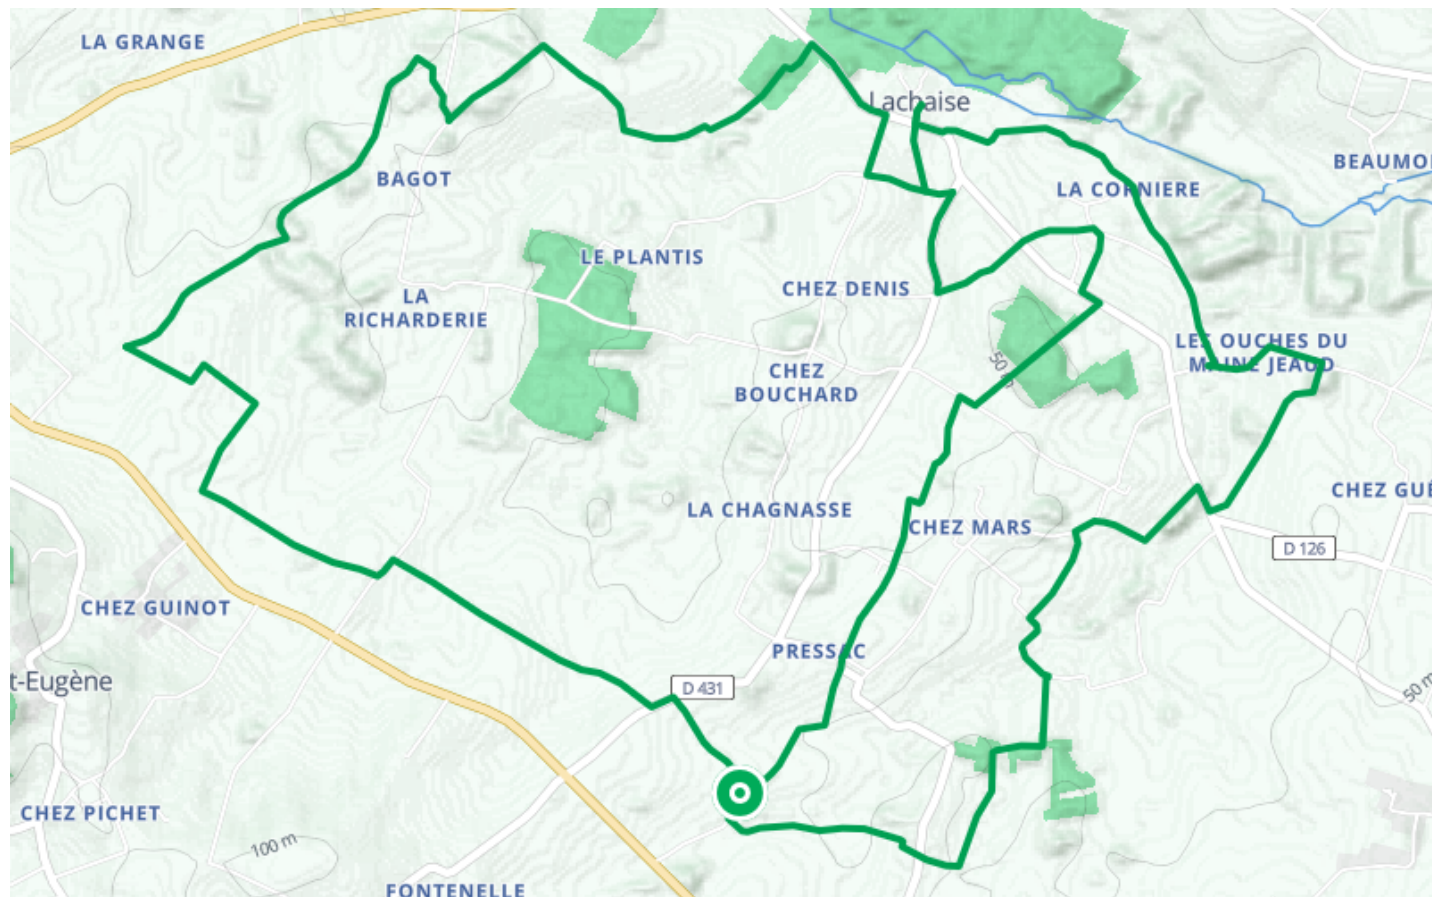 LA GRANGE
Lachaise
BEAUMO
BAGOT
LA CORNIERE
LE PLANTIS
CHEZ DENIS
LA
RICHARDERIE
LES OUCHES DU
MAINE JEAUD
50 m
CHEZ
BOUCHARD
CHEZ GUÉ
LA CHAGNASSE
CHEZ MARS
D 126
CHEZ GUINOT
PRESSAC
t-Eugène
D 431
50 m
CHEZ PICHET
100 m
FONTENELLE